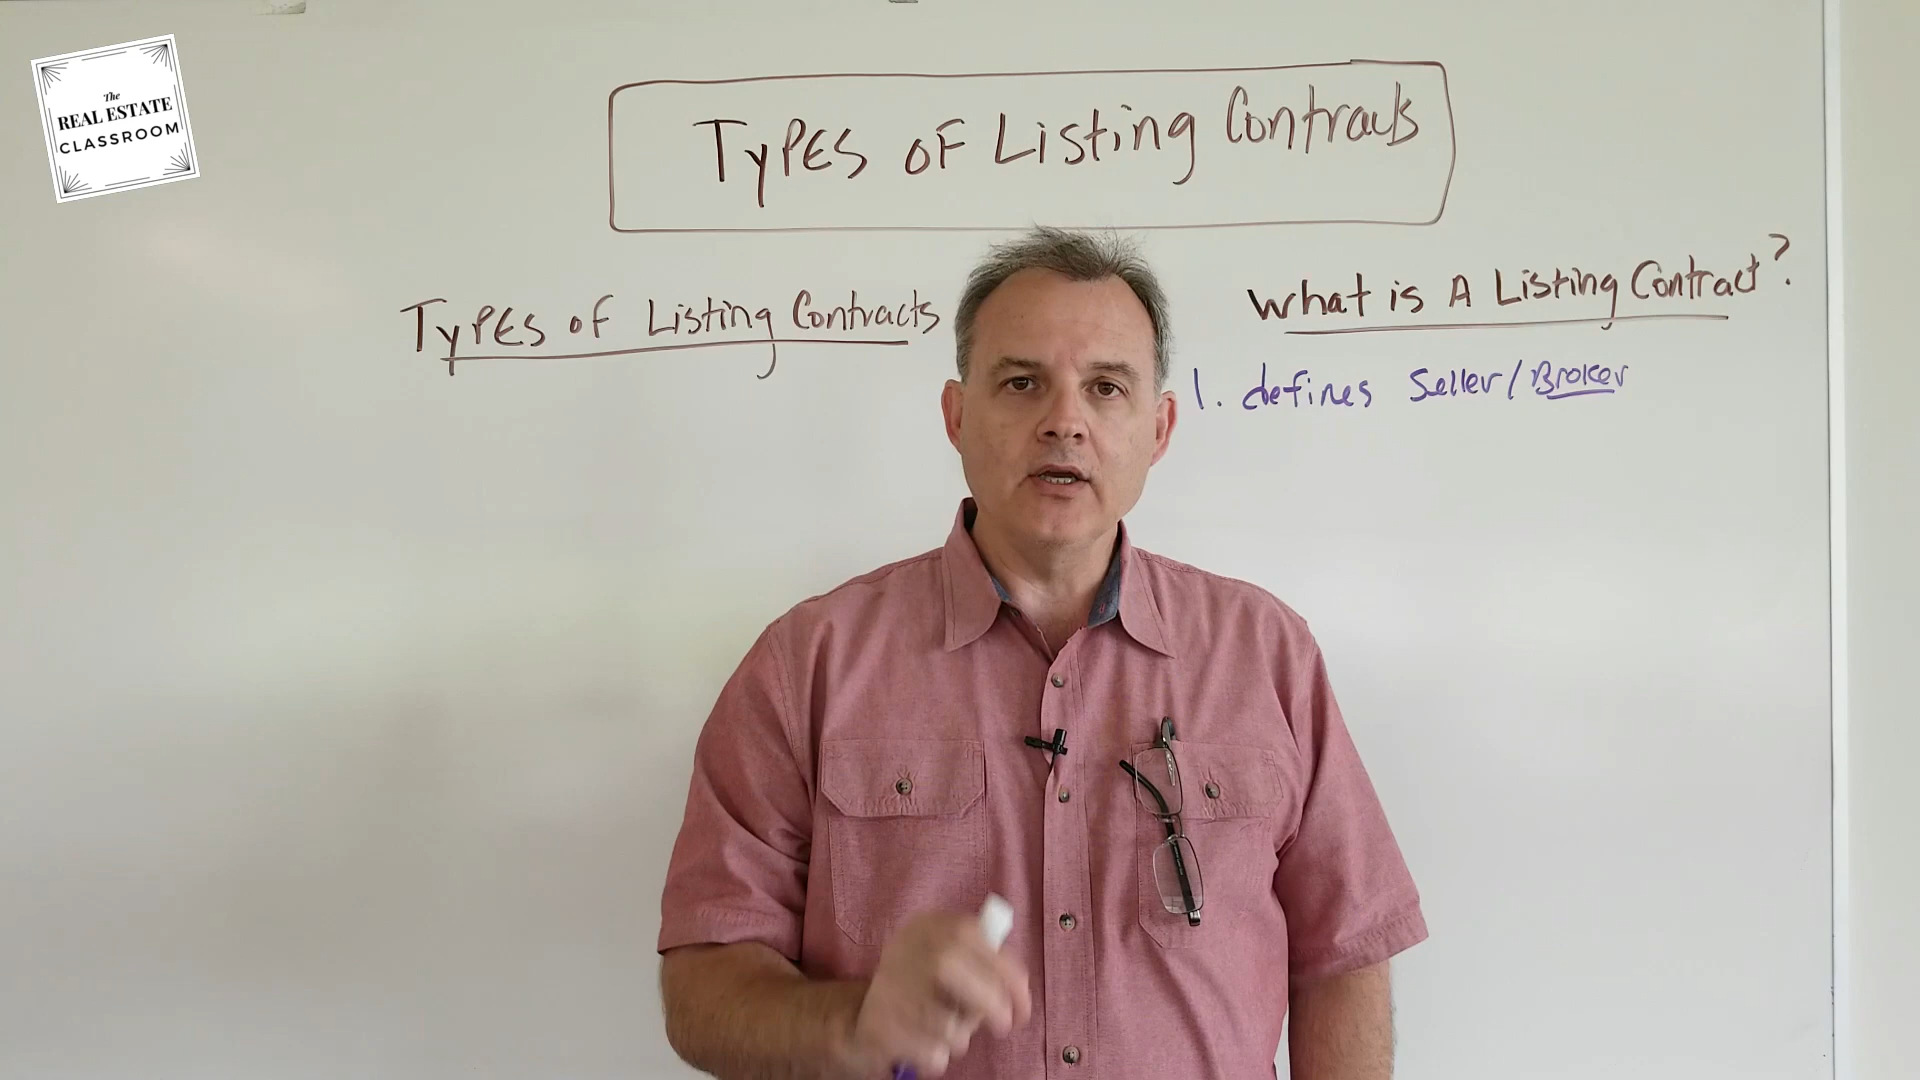 The
REAL ESTATE
CLASSROOM
TYPES OF Listing Contracts
TYPES OF Listing Contracts
What is A Listing Contract?
1. defines Seller/Broker